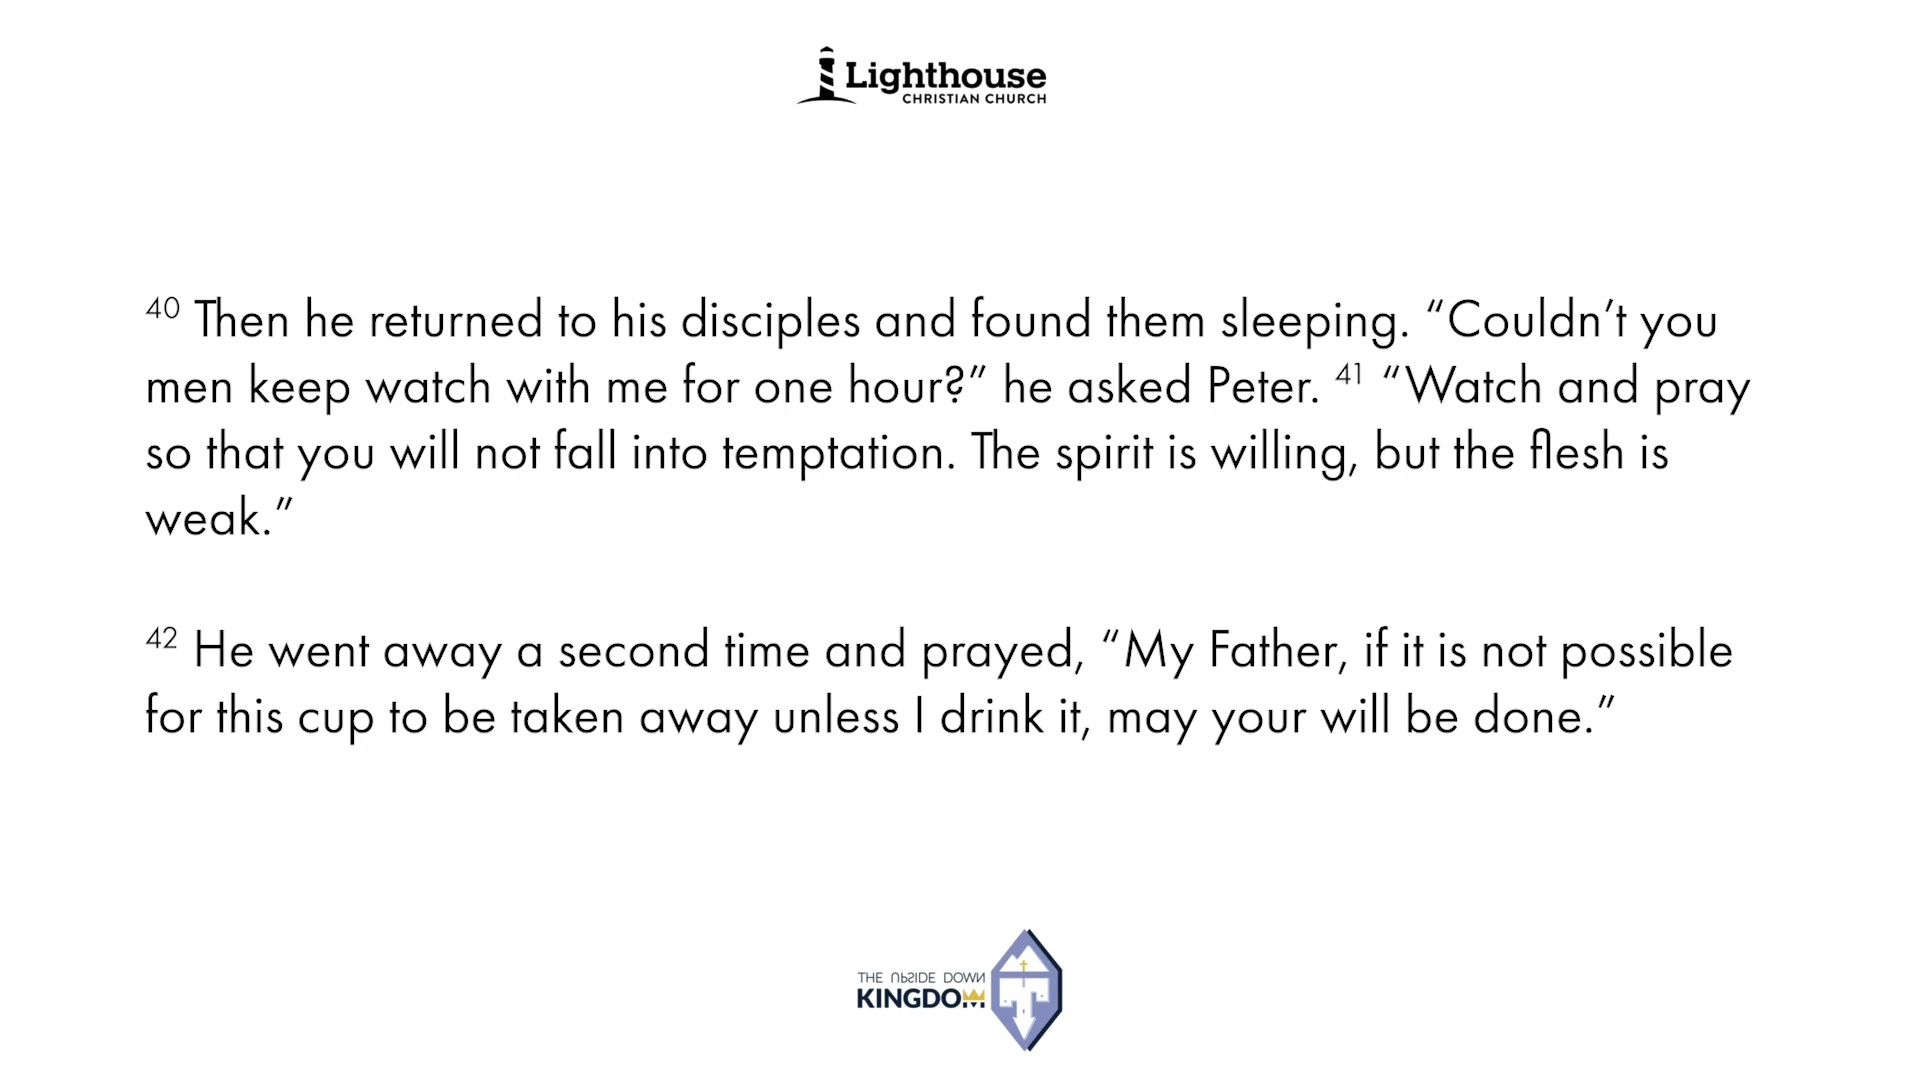 Lighthouse
CHRISTIAN CHURCH
40 Then he returned to his disciples and found them sleeping. “Couldn’t you
men keep watch with me for one hour?” he asked Peter. 41 “Watch and pray
so that you will not fall into temptation. The spirit is willing, but the flesh is
weak.”
42 He went away a second time and prayed, “My Father, if it is not possible
for this cup to be taken away unless I drink it, may your will be done.”
THE UPSIDE DOWN
KINGDOM